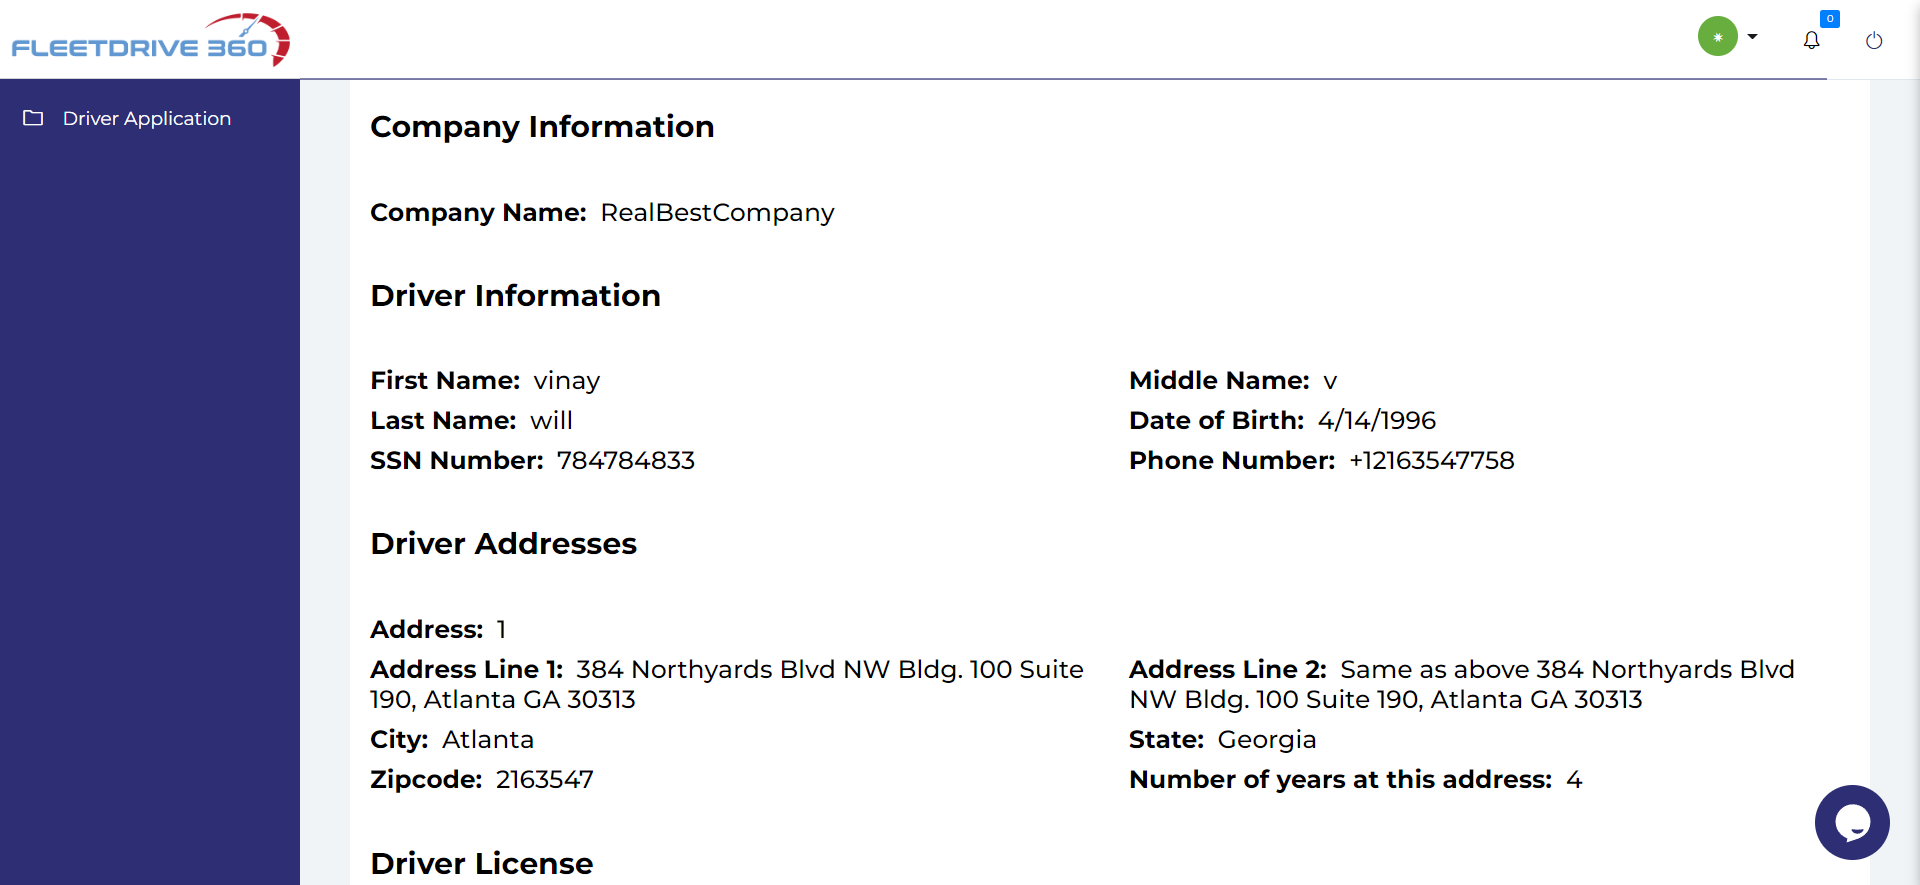 FLEETDRIVE 360
0
Driver Application
Company Information
Company Name: RealBestCompany
Driver Information
First Name: vinay
Middle Name: v
Last Name: will
Date of Birth: 4/14/1996
SSN Number: 784784833
Phone Number: +12163547758
Driver Addresses
Address: 1
Address Line 1: 384 Northyards Blvd NW Bldg. 100 Suite
190, Atlanta GA 30313
Address Line 2: Same as above 384 Northyards Blvd
NW Bldg. 100 Suite 190, Atlanta GA 30313
City: Atlanta
State: Georgia
Zipcode: 2163547
Number of years at this address: 4
Driver License